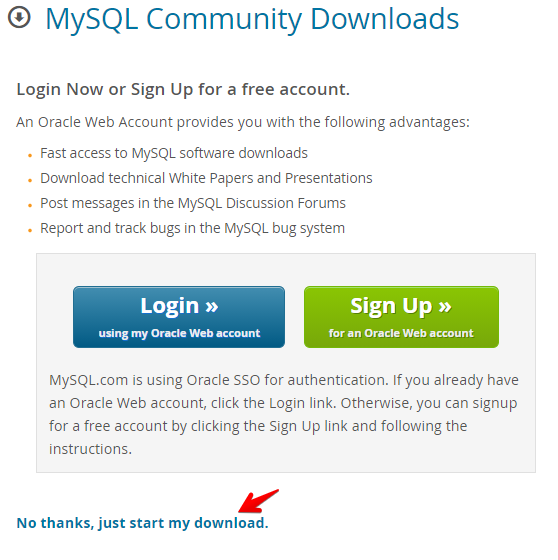 MySQL Community Downloads
Login Now or Sign Up for a free account.
An Oracle Web Account provides you with the following advantages:
• Fast access to MySQL software downloads
• Download technical White Papers and Presentations
• Post messages in the MySQL Discussion Forums
• Report and track bugs in the MySQL bug system
Login »
using my Oracle Web account
Sign Up »
for an Oracle Web account
MySQL.com is using Oracle SSO for authentication. If you already have
an Oracle Web account, click the Login link. Otherwise, you can signup
for a free account by clicking the Sign Up link and following the
instructions.
No thanks, just start my download.